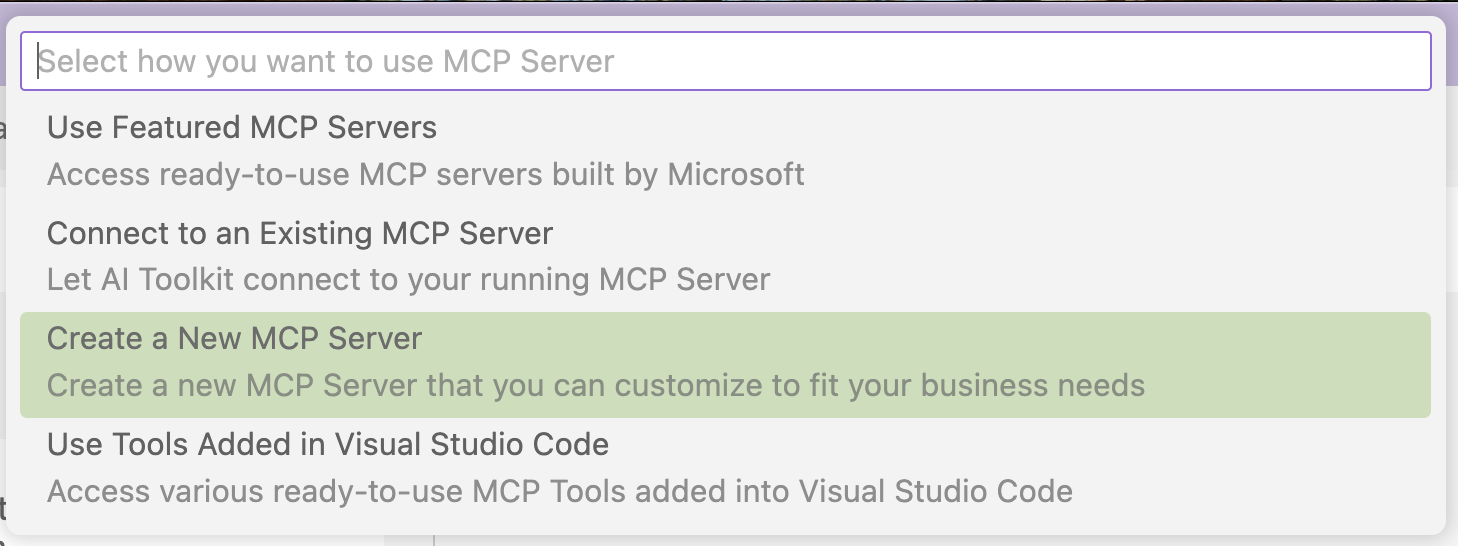 Select how you want to use MCP Server
Use Featured MCP Servers
Access ready-to-use MCP servers built by Microsoft
Connect to an Existing MCP Server
Let AI Toolkit connect to your running MCP Server
Create a New MCP Server
Create a new MCP Server that you can customize to fit your business needs
Use Tools Added in Visual Studio Code
Access various ready-to-use MCP Tools added into Visual Studio Code